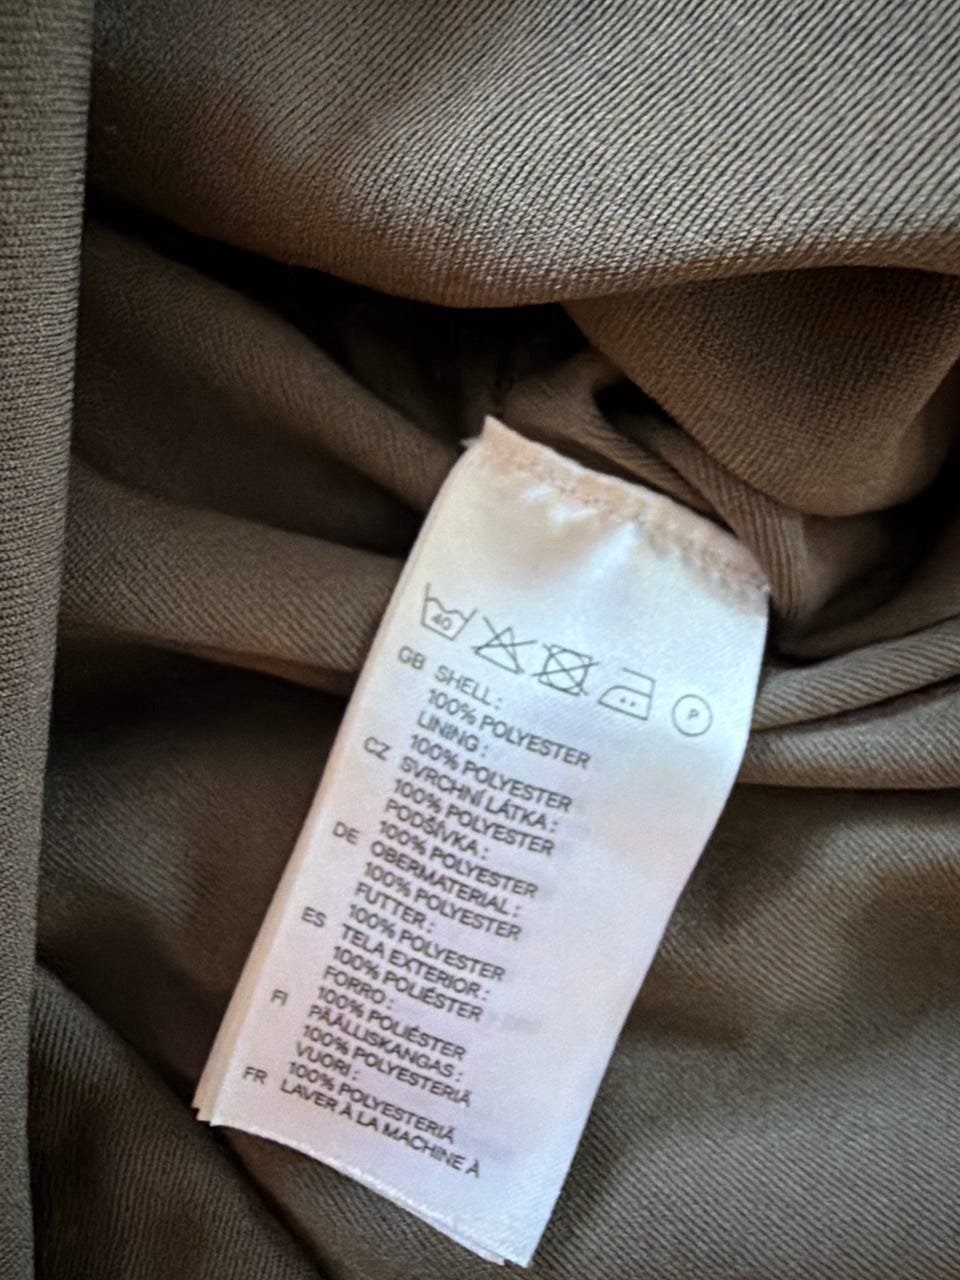 40
P
GB SHELL:
100% POLYESTER
LINING:
100% POLYESTER
CZ SVRCHNÍ LÁTKA:
100% POLYESTER
PODŠÍVKA:
100% POLYESTER
DE OBERMATERIAL:
100% POLYESTER
FUTTER:
100% POLYESTER
ES TELA EXTERIOR:
100% POLIÉSTER
FORRO:
100% POLIÉSTER
FI PÄÄLLISKANGAS:
100% POLYESTERIÄ
VUORI:
100% POLYESTERIÄ
FR LAVER À LA MACHINE À